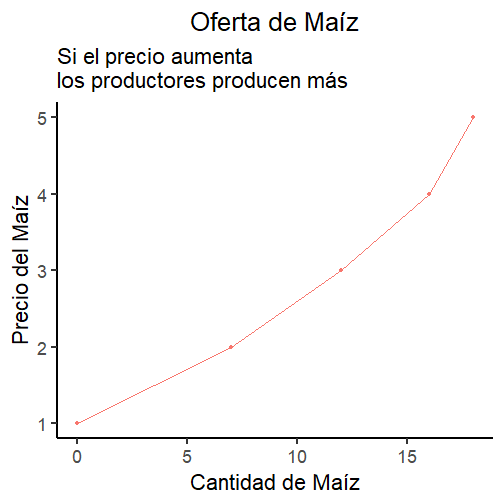 Oferta de Maíz
Si el precio aumenta
los productores producen más
Precio del Maíz
5
4
3
2
1
0 5 10 15
Cantidad de Maíz